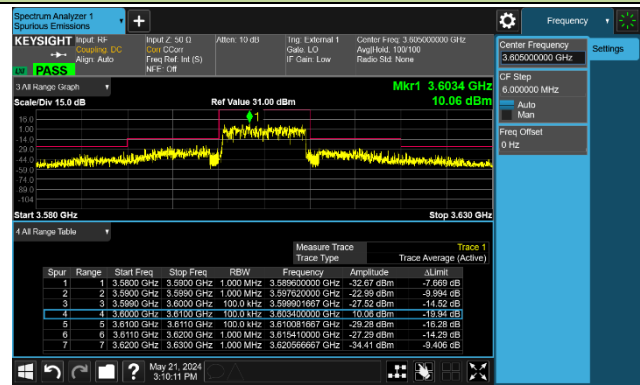 Spectrum Analyzer 1
Spurious Emissions
Frequency
KEYSIGHT Input: RF Input Z: 50 Ω Atten: 10 dB Trig: External 1 Center Freq: 3.605000000 GHz
Coupling: DC Corr CCorr Gate: LO Avg|Hold: 100/100
Align: Auto Freq Ref: Int (S) IF Gain: Low Radio Std: None
NFE: Off
LW PASS
Center Frequency
3.605000000 GHz
Settings
CF Step
6.000000 MHz
Auto
Man
Freq Offset
0 Hz
3 All Range Graph
Mkr1 3.6034 GHz
Scale/Div 15.0 dB Ref Value 31.00 dBm 10.06 dBm
1
16.0
1.00
-14.0
-29.0
-44.0
-59.0
-74.0
-89.0
-104
Start 3.580 GHz Stop 3.630 GHz
4 All Range Table
Measure Trace Trace 1
Trace Type Trace Average (Active)
Spur Range Start Freq Stop Freq RBW Frequency Amplitude ΔLimit
1 1 3.5800 GHz 3.5900 GHz 1.000 MHz 3.589600000 GHz -32.67 dBm -7.669 dB
2 2 3.5900 GHz 3.5990 GHz 1.000 MHz 3.597620000 GHz -22.99 dBm -9.994 dB
3 3 3.5990 GHz 3.6000 GHz 100.0 kHz 3.599901667 GHz -27.52 dBm -14.52 dB
4 4 3.6000 GHz 3.6100 GHz 100.0 kHz 3.603400000 GHz 10.06 dBm -19.94 dB
5 5 3.6100 GHz 3.6110 GHz 100.0 kHz 3.610081667 GHz -29.28 dBm -16.28 dB
6 6 3.6110 GHz 3.6200 GHz 1.000 MHz 3.615410000 GHz -27.29 dBm -14.29 dB
7 7 3.6200 GHz 3.6300 GHz 1.000 MHz 3.620566667 GHz -34.41 dBm -9.406 dB
May 21, 2024
3:10:11 PM